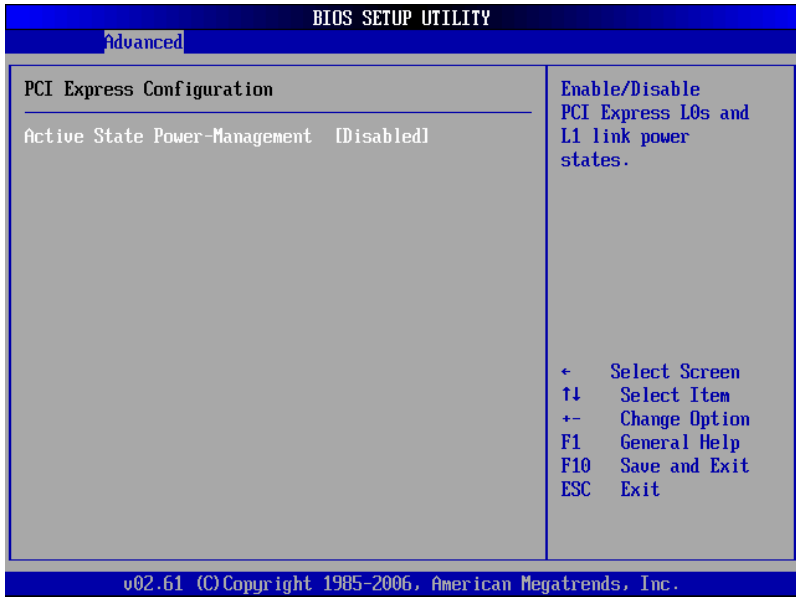 BIOS SETUP UTILITY
Advanced
PCI Express Configuration
Active State Power-Management [Disabled]
Enable/Disable
PCI Express L0s and
L1 link power
states.
← Select Screen
↑↓ Select Item
+- Change Option
F1 General Help
F10 Save and Exit
ESC Exit
v02.61 (C)Copyright 1985-2006, American Megatrends, Inc.